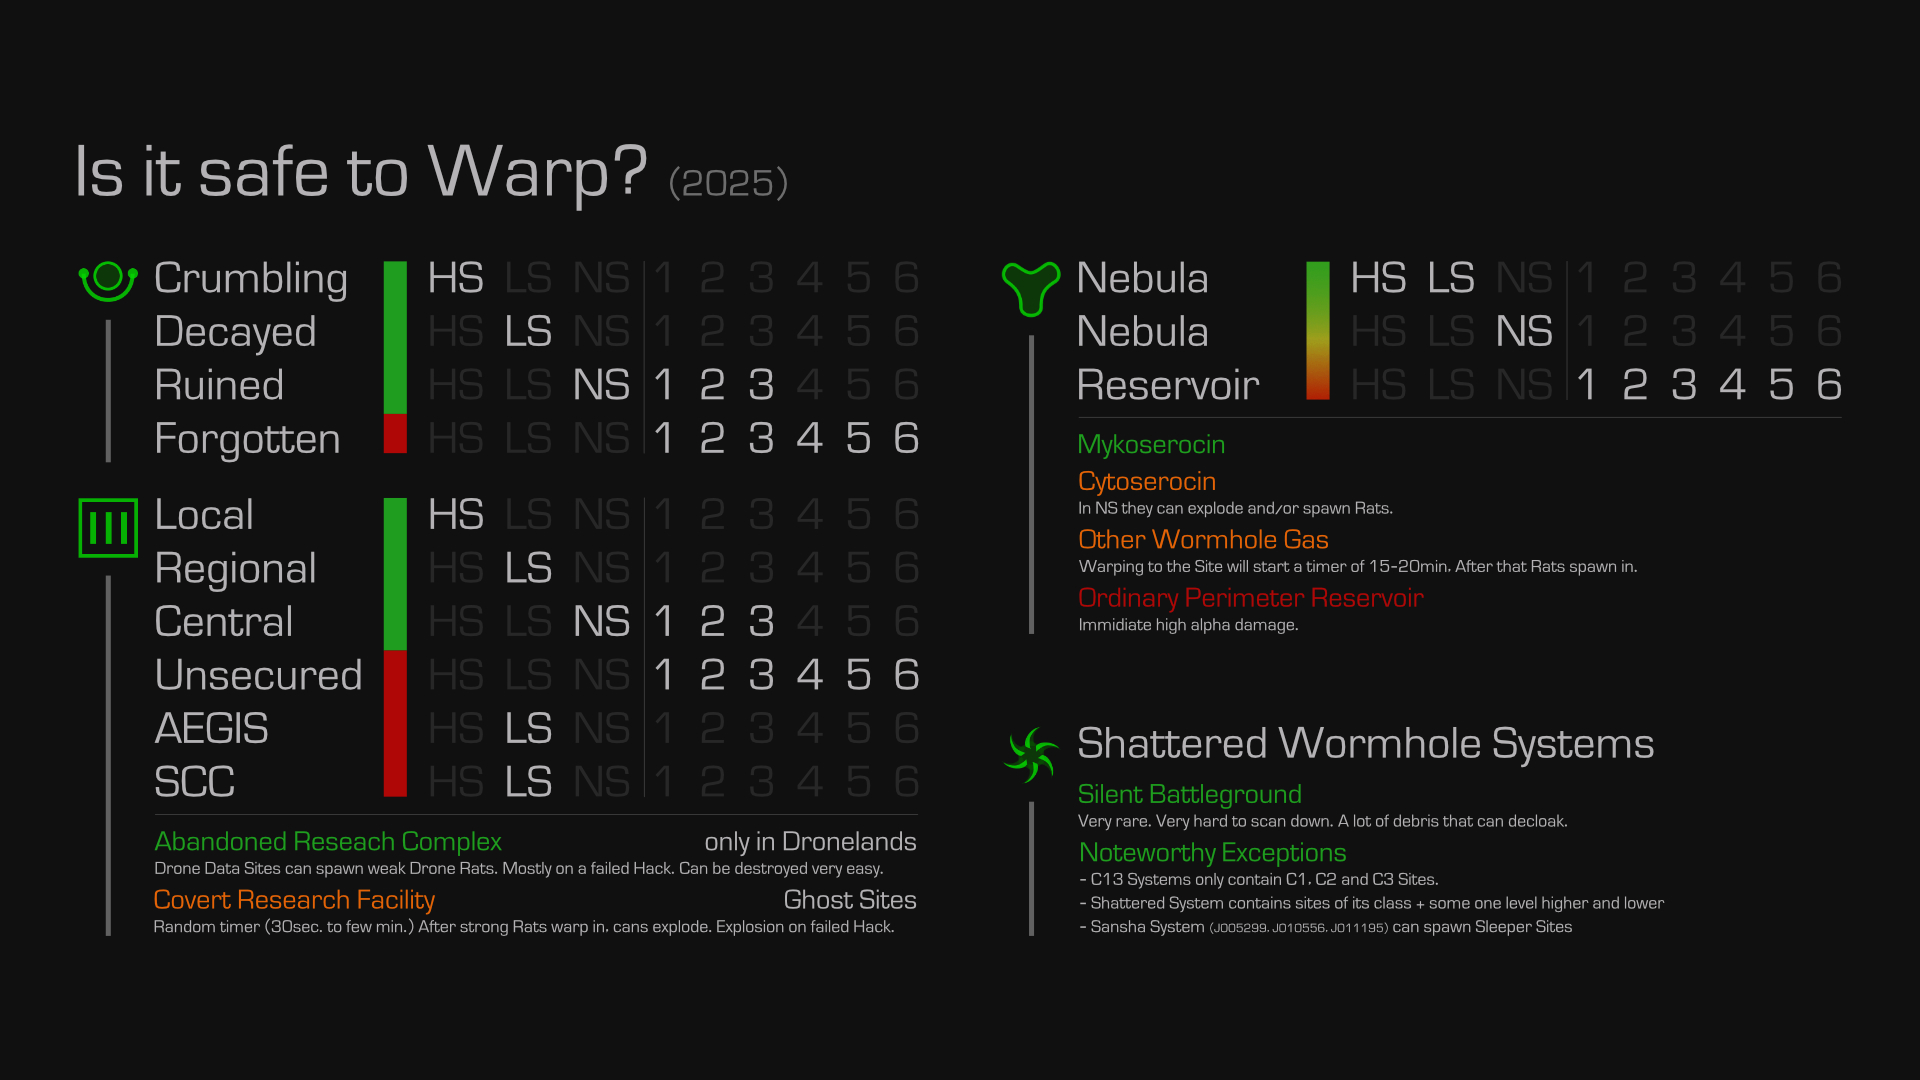 Is it safe to Warp? (2025)
Crumbling HS LS NS 1 2 3 4 5 6
Decayed HS LS NS 1 2 3 4 5 6
Ruined HS LS NS 1 2 3 4 5 6
Forgotten HS LS NS 1 2 3 4 5 6
Local HS LS NS 1 2 3 4 5 6
Regional HS LS NS 1 2 3 4 5 6
Central HS LS NS 1 2 3 4 5 6
Unsecured HS LS NS 1 2 3 4 5 6
AEGIS HS LS NS 1 2 3 4 5 6
SCC HS LS NS 1 2 3 4 5 6
Abandoned Reseach Complex only in Dronelands
Drone Data Sites can spawn weak Drone Rats. Mostly on a failed Hack. Can be destroyed very easy.
Covert Research Facility Ghost Sites
Random timer (30sec. to few min.) After strong Rats warp in, cans explode. Explosion on failed Hack.
Nebula HS LS NS 1 2 3 4 5 6
Nebula HS LS NS 1 2 3 4 5 6
Reservoir HS LS NS 1 2 3 4 5 6
Mykoserocin
Cytoserocin
In NS they can explode and/or spawn Rats.
Other Wormhole Gas
Warping to the Site will start a timer of 15-20min, After that Rats spawn in.
Ordinary Perimeter Reservoir
Immidiate high alpha damage.
Shattered Wormhole Systems
Silent Battleground
Very rare. Very hard to scan down. A lot of debris that can decloak.
Noteworthy Exceptions
- C13 Systems only contain C1, C2 and C3 Sites.
- Shattered System contains sites of its class + some one level higher and lower
- Sansha System (J005299, J010556, J011195) can spawn Sleeper Sites